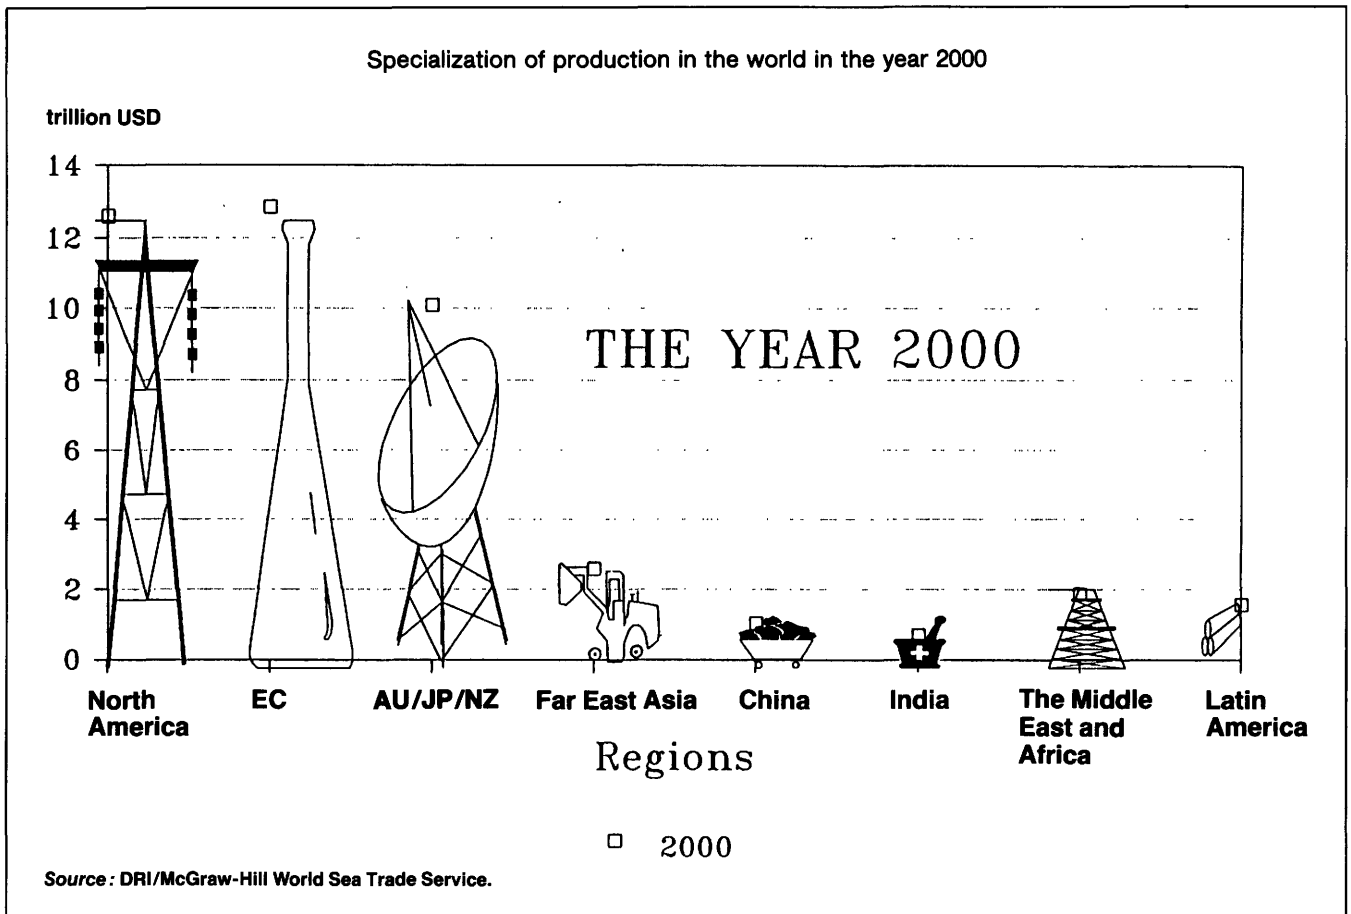 Specialization of production in the world in the year 2000
trillion USD
14
12
10
8
6
4
2
0
THE YEAR 2000
North America
EC
AU/JP/NZ
Far East Asia
China
India
The Middle East and Africa
Latin America
Regions
2000
Source: DRI/McGraw-Hill World Sea Trade Service.